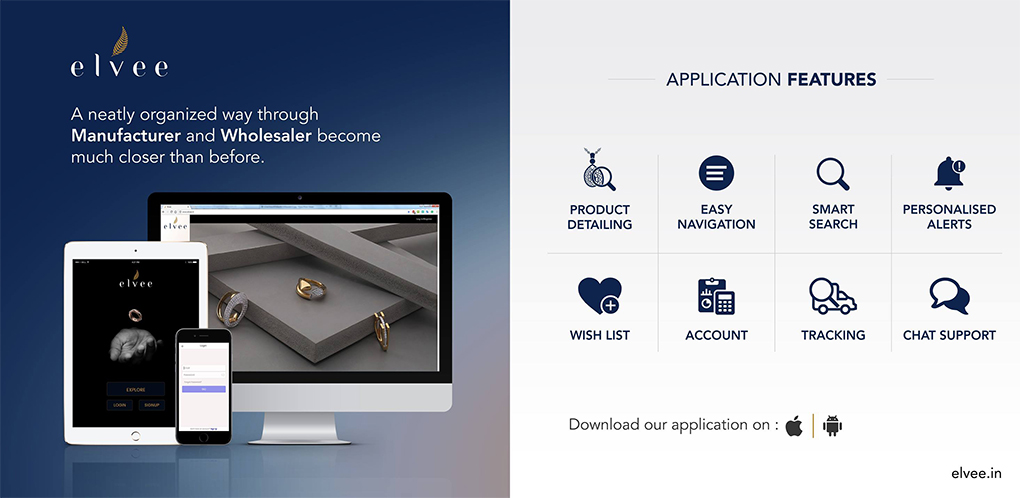 elvee
A neatly organized way through
Manufacturer and Wholesaler become
much closer than before.
elvee
elvee
EXPLORE
LOGIN SIGNUP
APPLICATION FEATURES
PRODUCT
DETAILING
EASY
NAVIGATION
SMART
SEARCH
PERSONALISED
ALERTS
WISH LIST
ACCOUNT
TRACKING
CHAT SUPPORT
Download our application on :
elvee.in